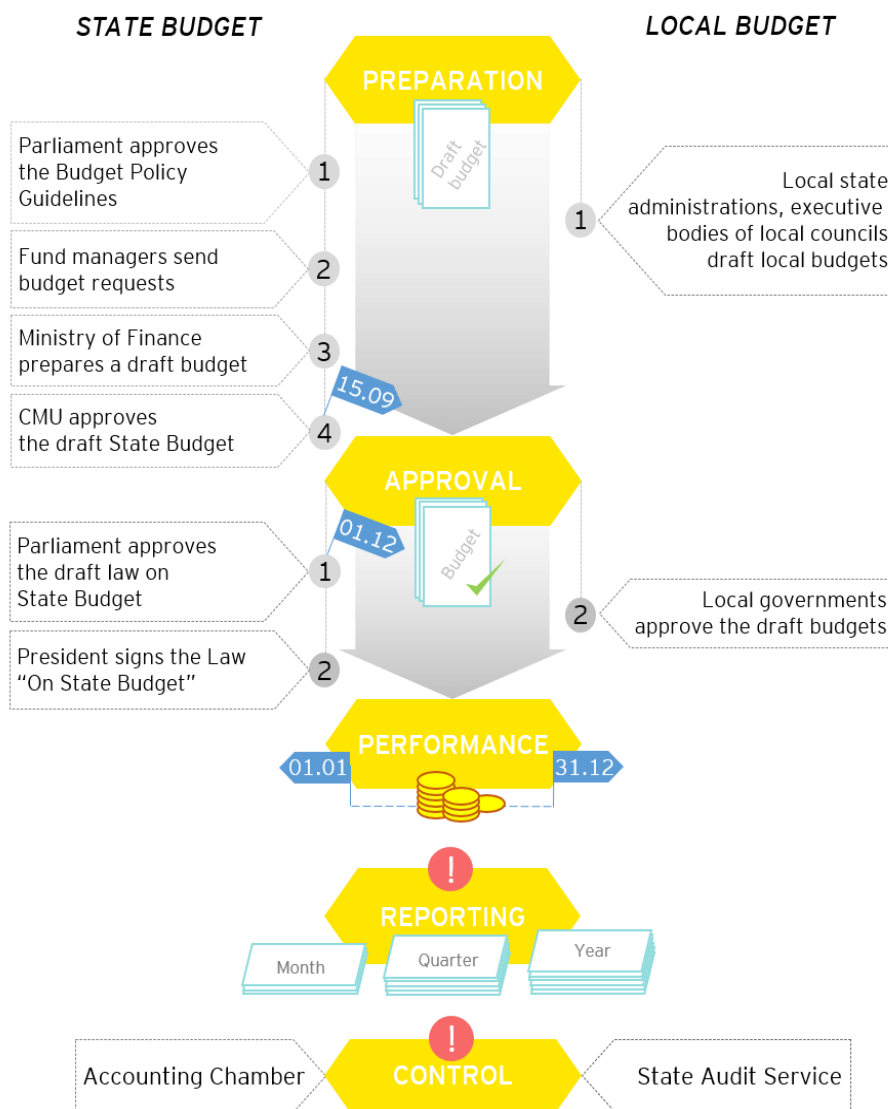 STATE BUDGET
LOCAL BUDGET
PREPARATION
Draft
budget
Parliament approves
the Budget Policy
Guidelines
1
Local state
administrations, executive
bodies of local councils
draft local budgets
1
Fund managers send
budget requests
2
Ministry of Finance
prepares a draft budget
3
15.09
CMU approves
the draft State Budget
4
APPROVAL
01.12
Budget
Parliament approves
the draft law on
State Budget
1
Local governments
approve the draft budgets
2
President signs the Law
“On State Budget”
2
PERFORMANCE
01.01
31.12
!
REPORTING
Month
Quarter
Year
!
Accounting Chamber
CONTROL
State Audit Service